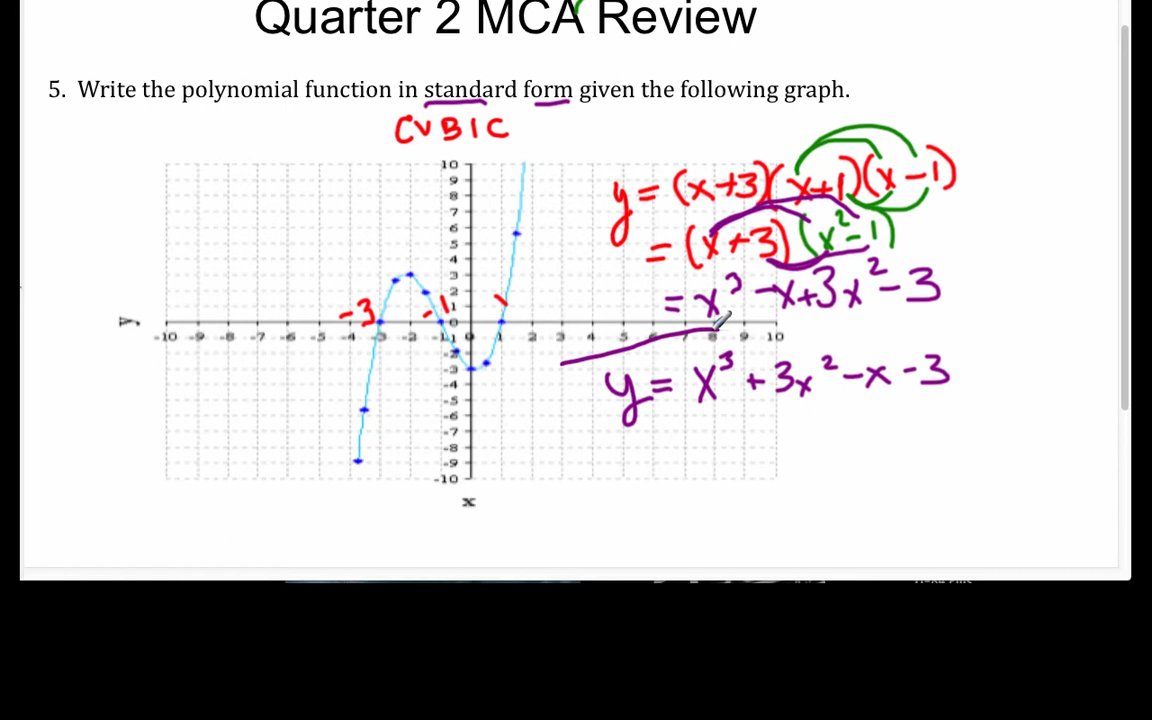 Quarter 2 MCA Review
5. Write the polynomial function in standard form given the following graph.
CUBIC
y = (x+3)(x+1)(x-1)
= (x+3)(x²-1)
= x³-x+3x²-3
y = x³+3x²-x-3
-3 -1 1
10
9
8
7
6
5
4
3
2
1
0
-10 -9 -8 -7 -6 -5 -4 -3 -2 -1 0 1 2 3 4 5 6 7 8 9 10
-2
-3
-4
-5
-6
-7
-8
-9
-10
y
x